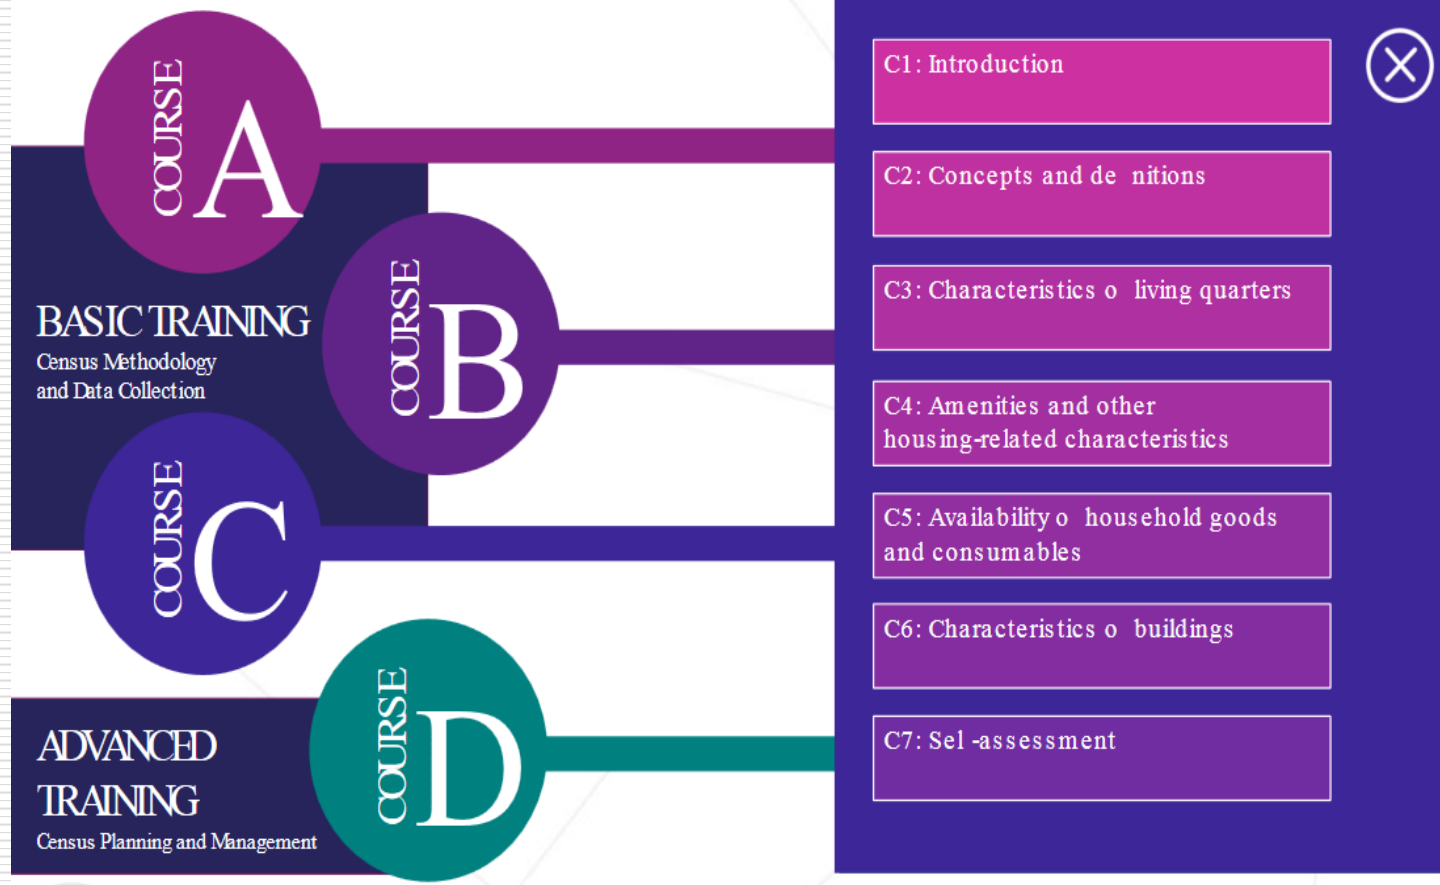 COURSE
A
BASIC TRAINING
Census Methodology
and Data Collection
COURSE
B
COURSE
C
ADVANCED
TRAINING
Census Planning and Management
COURSE
D
C1: Introduction
C2: Concepts and de nitions
C3: Characteristics o living quarters
C4: Amenities and other
housing-related characteristics
C5: Availability o household goods
and consumables
C6: Characteristics o buildings
C7: Sel -assessment